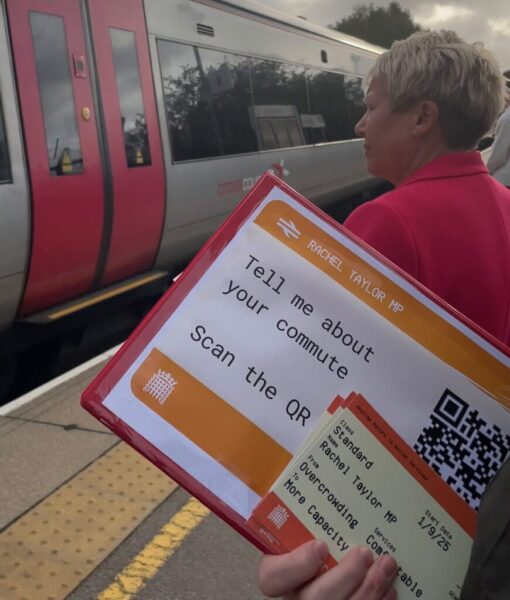 RACHEL TAYLOR MP
Tell me about
your commute
Scan the QR
Class
Standard
Name
Rachel Taylor MP
Start Date
1/9/25
From
Overcrowding
Services
To
More Capacity